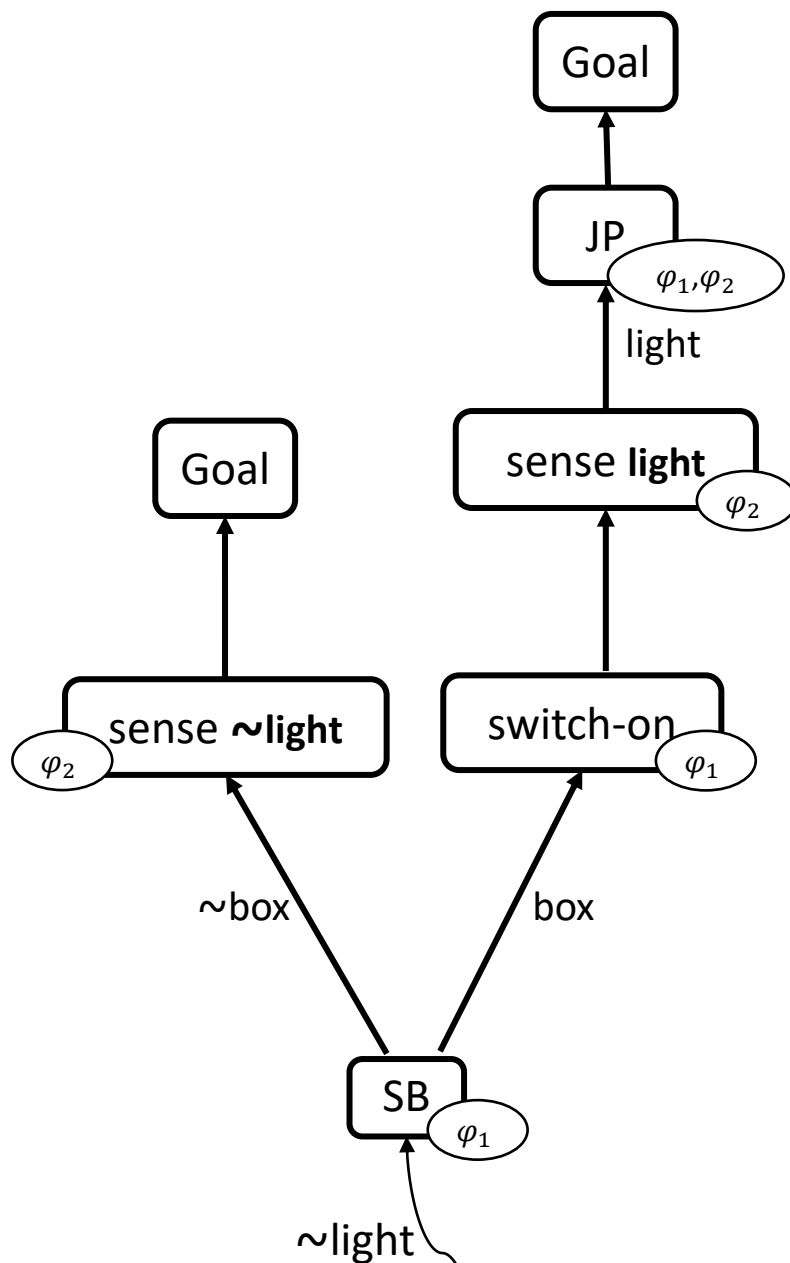 Goal
JP
φ₁,φ₂
light
Goal
sense light
φ₂
sense ~light
φ₂
switch-on
φ₁
~box
box
SB
φ₁
~light